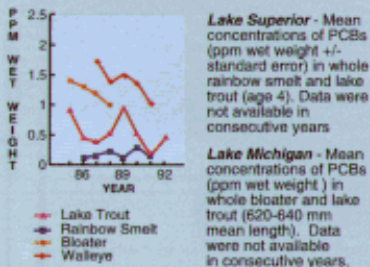 PPM WET WEIGHT
2.5
2
1.5
1
0.5
0
86
89
92
YEAR
Lake Trout
Rainbow Smelt
Bloater
Walleye
Lake Superior - Mean
concentrations of PCBs
(ppm wet weight +/-
standard error) in whole
rainbow smelt and lake
trout (age 4). Data were
not available in
consecutive years
Lake Michigan - Mean
concentrations of PCBs
(ppm wet weight ) in
whole bloater and lake
trout (620-640 mm
mean length). Data
were not available
in consecutive years.